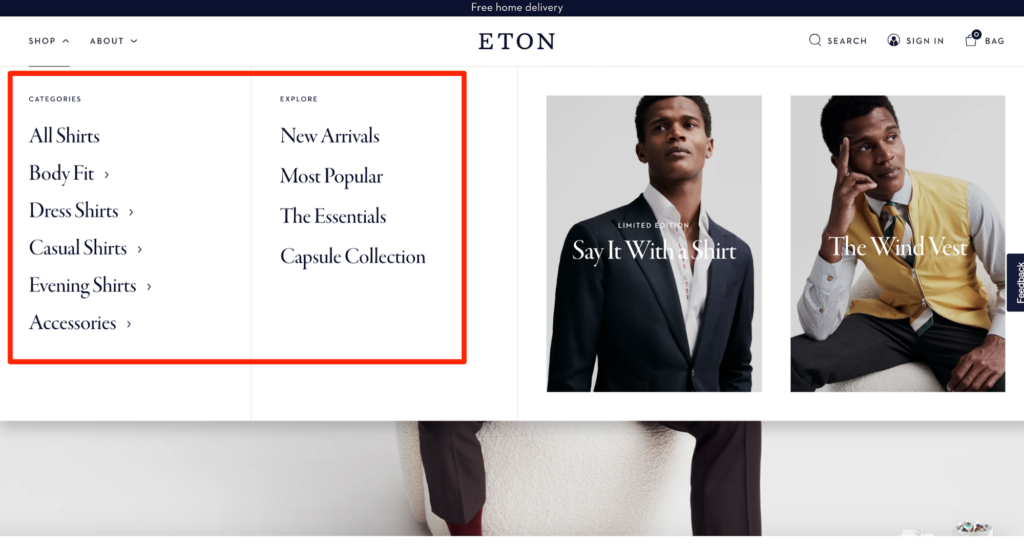 Free home delivery
SHOP
ABOUT
ETON
SEARCH
SIGN IN
0
BAG
CATEGORIES
All Shirts
Body Fit
Dress Shirts
Casual Shirts
Evening Shirts
Accessories
EXPLORE
New Arrivals
Most Popular
The Essentials
Capsule Collection
LIMITED EDITION
Say It With a Shirt
The Wind Vest
Feedback